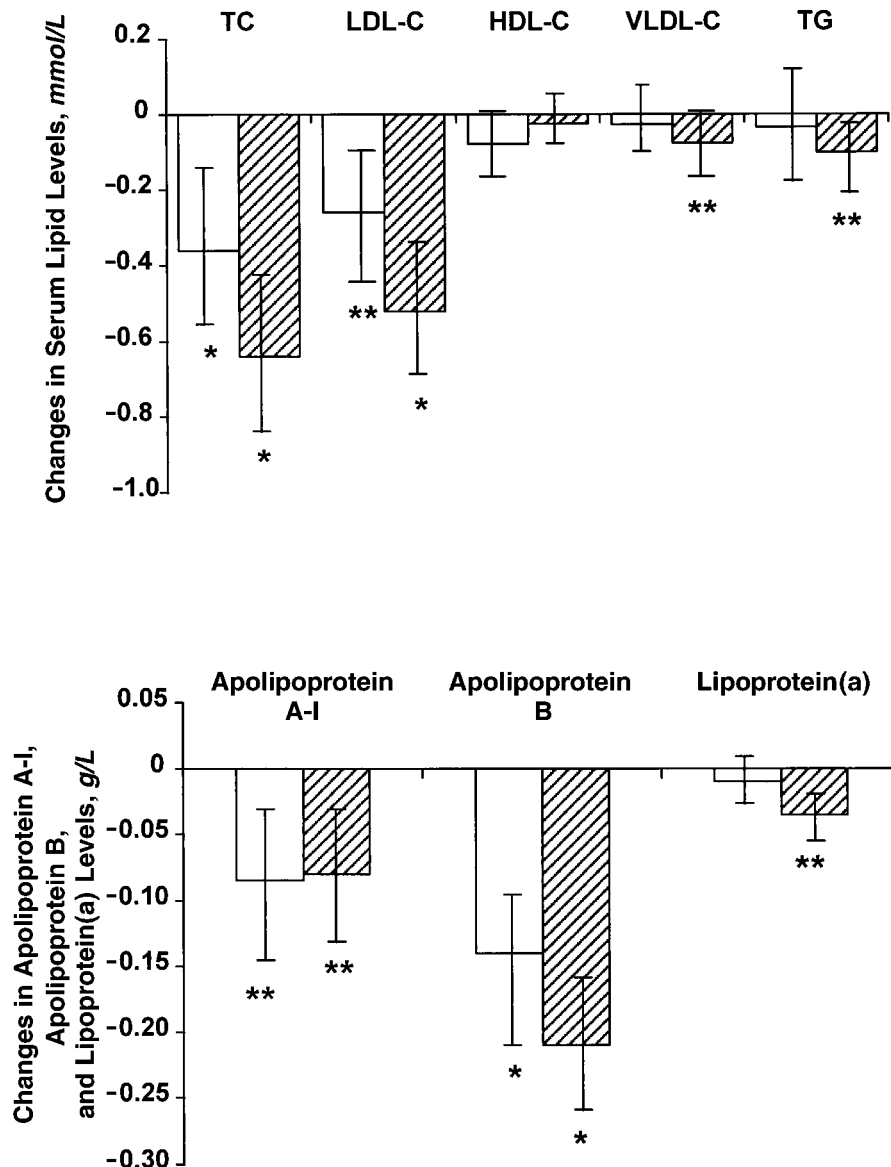 TC LDL-C HDL-C VLDL-C TG
Changes in Serum Lipid Levels, mmol/L
0.2
0
−0.2
−0.4
−0.6
−0.8
−1.0
** **
**
* *
*
Apolipoprotein A-I
Apolipoprotein B
Lipoprotein(a)
Changes in Apolipoprotein A-I,
Apolipoprotein B,
and Lipoprotein(a) Levels, g/L
0.05
0
−0.05
−0.10
−0.15
−0.20
−0.25
−0.30
**
** **
*
*